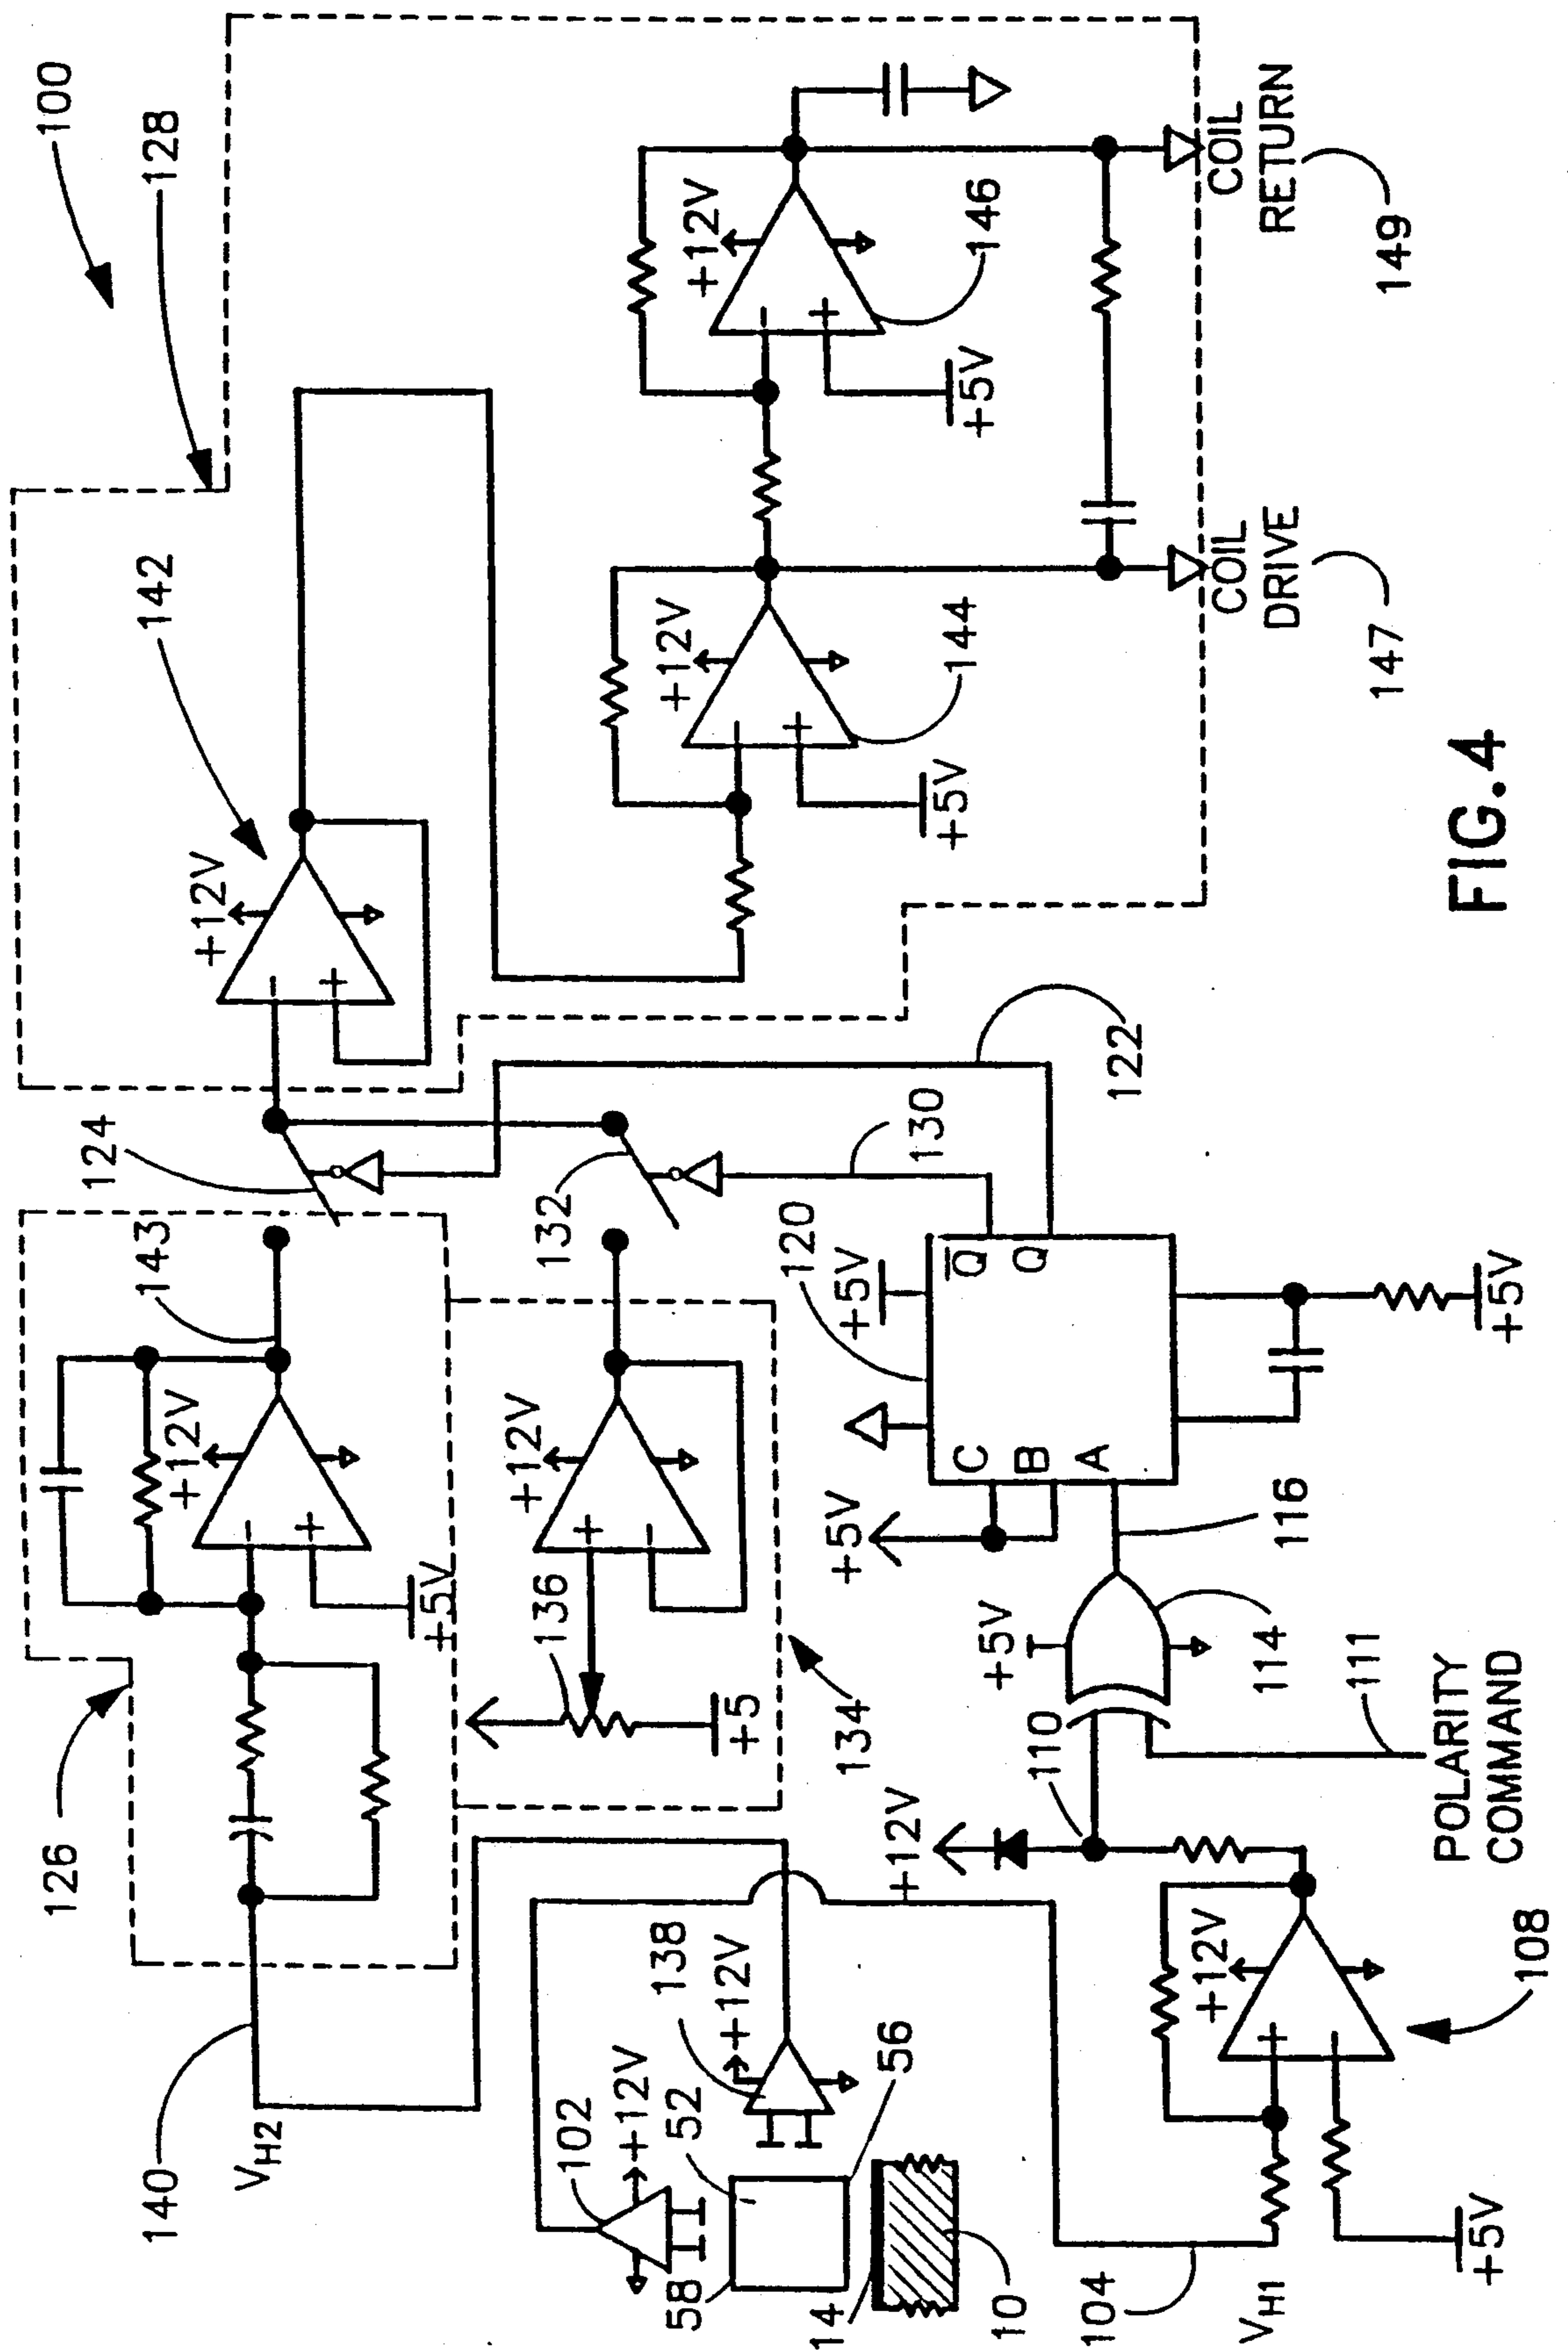 100
128
142
+12V
−
+
+12V
−
+
+5V
144
+12V
−
+
+5V
146
COIL
DRIVE
147
COIL
RETURN
149
124
143
126
+12V
−
+
+5V
140
VH2
132
130
122
+12V
+
−
136
+5
134
120
+5V
Q̅
Q
C
B
A
+5V
+5V
116
+5V
114
110
111
POLARITY
COMMAND
+12V
+12V
+
−
108
+5V
104
VH1
102
+12V
138
+12V
52
56
58
14
10
FIG.4